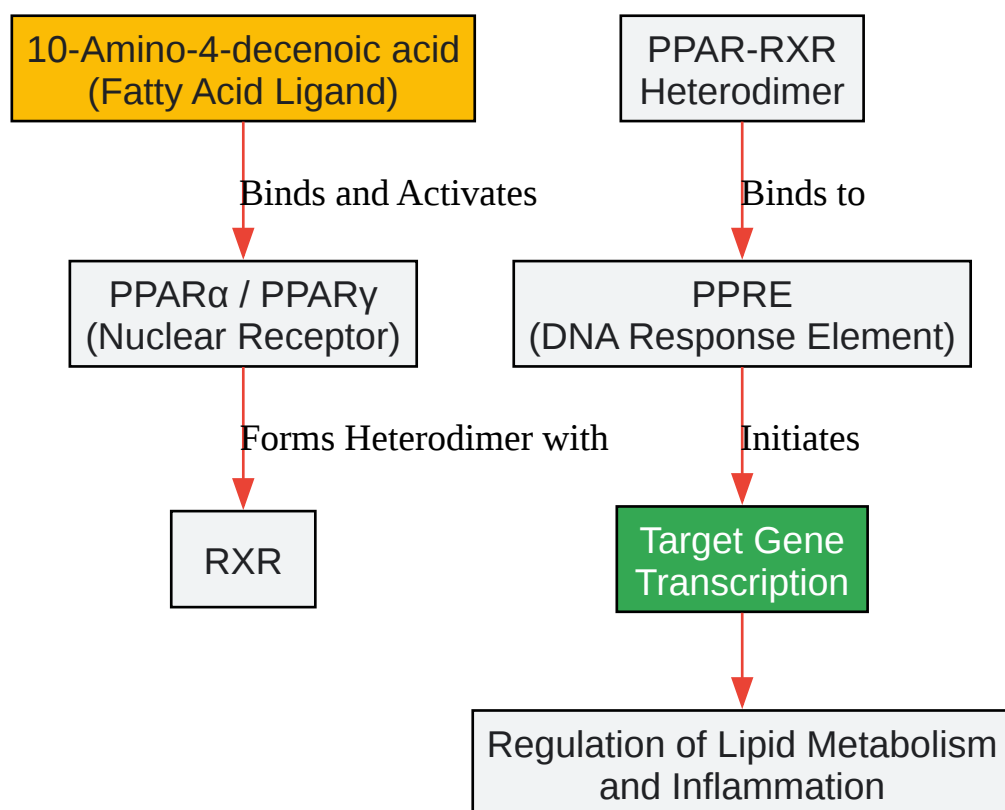 10-Amino-4-decenoic acid
(Fatty Acid Ligand)
Binds and Activates
PPARα / PPARγ
(Nuclear Receptor)
Forms Heterodimer with
RXR
PPAR-RXR
Heterodimer
Binds to
PPRE
(DNA Response Element)
Initiates
Target Gene
Transcription
Regulation of Lipid Metabolism
and Inflammation